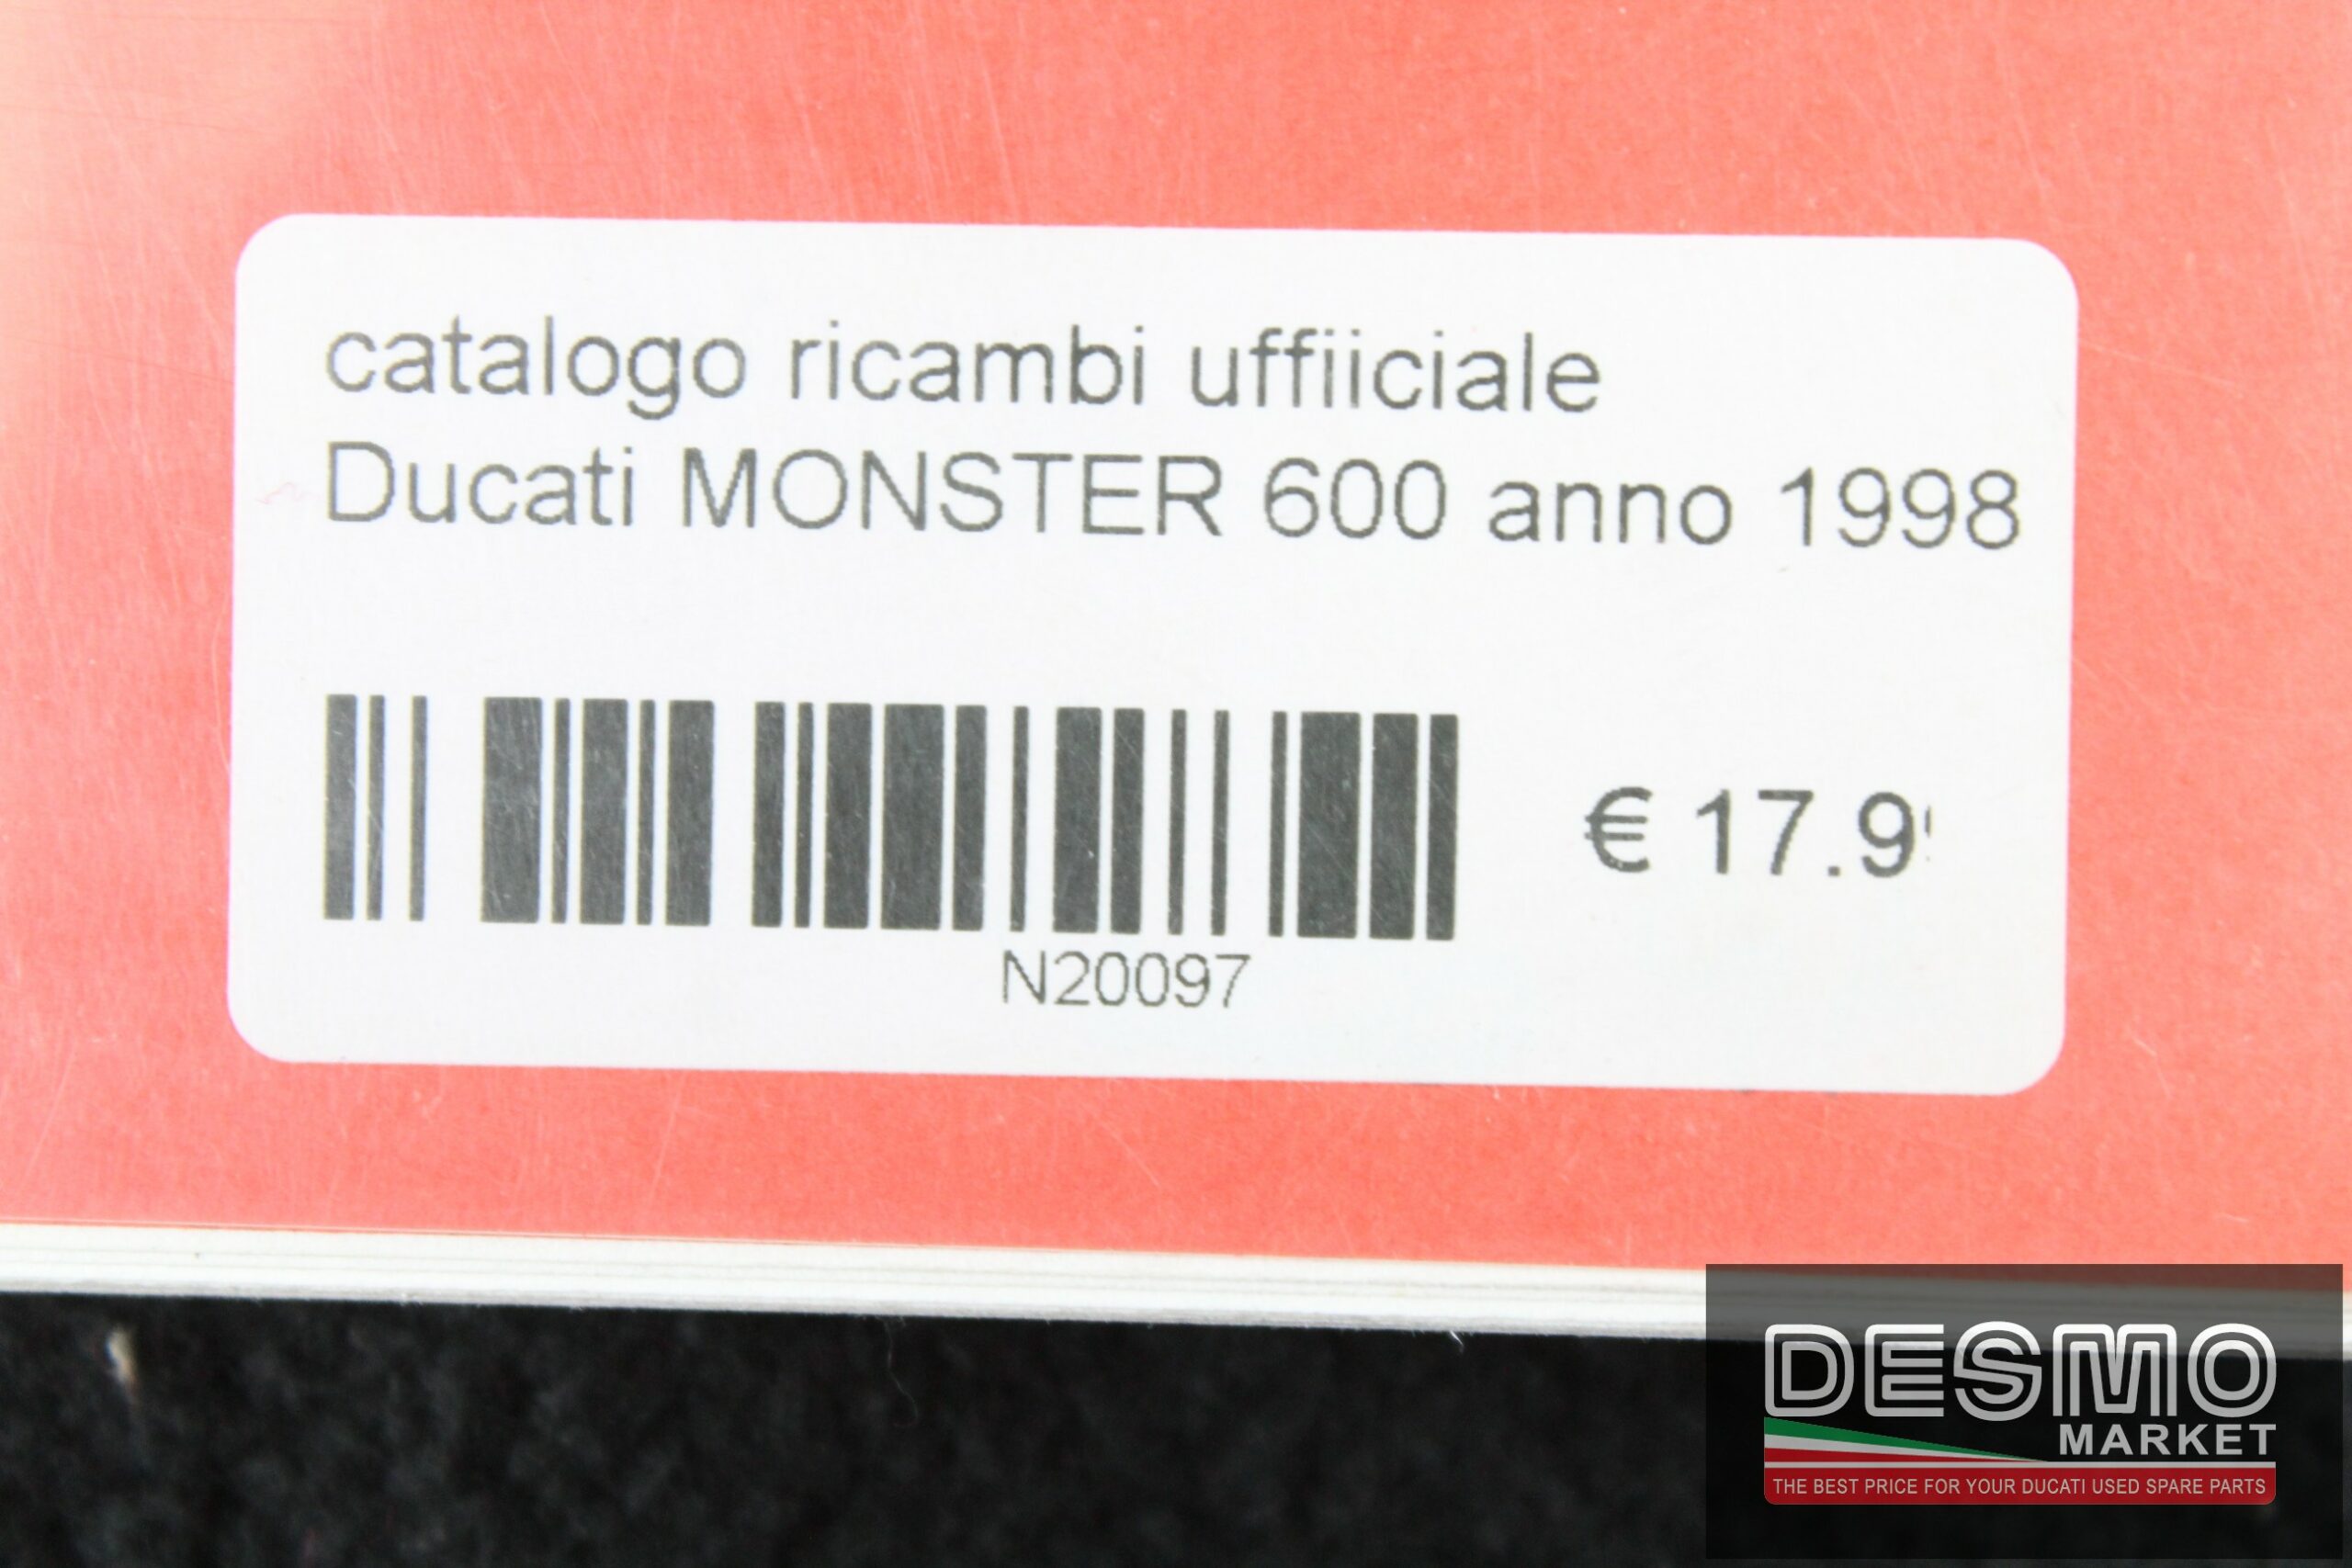 catalogo ricambi uffiiciale
Ducati MONSTER 600 anno 1998
€ 17.9
N20097
DESMO
MARKET
THE BEST PRICE FOR YOUR DUCATI USED SPARE PARTS